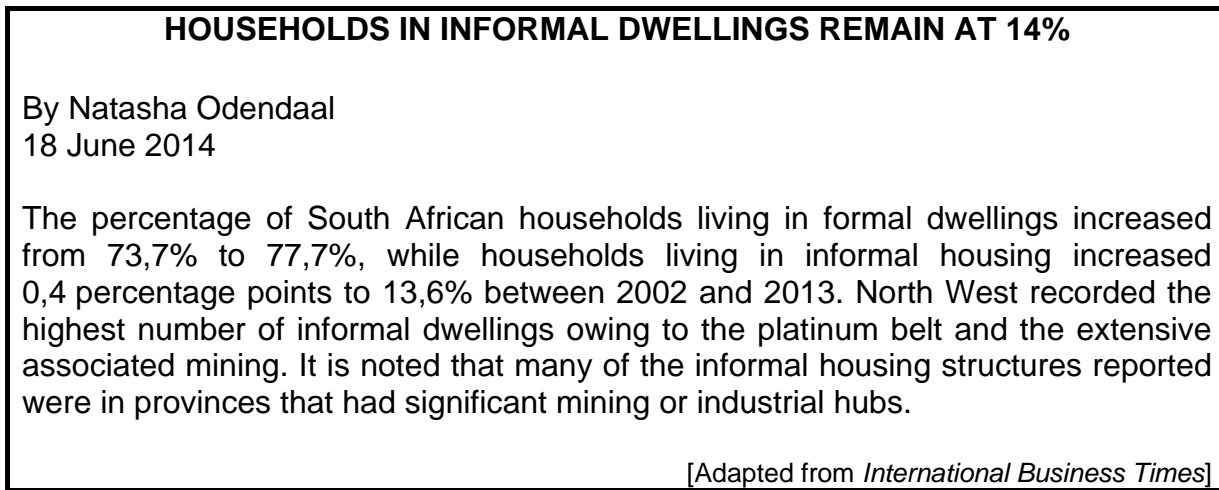 HOUSEHOLDS IN INFORMAL DWELLINGS REMAIN AT 14%
By Natasha Odendaal
18 June 2014
The percentage of South African households living in formal dwellings increased
from 73,7% to 77,7%, while households living in informal housing increased
0,4 percentage points to 13,6% between 2002 and 2013. North West recorded the
highest number of informal dwellings owing to the platinum belt and the extensive
associated mining. It is noted that many of the informal housing structures reported
were in provinces that had significant mining or industrial hubs.
[Adapted from International Business Times]